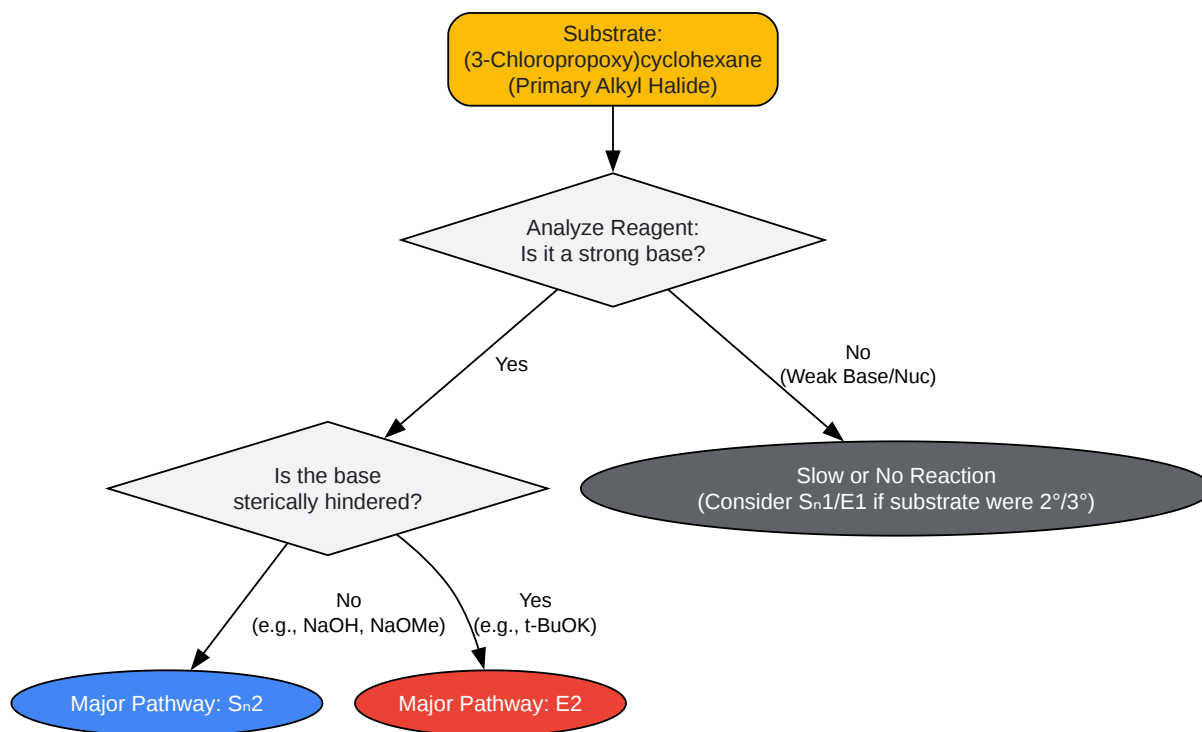 Substrate:
(3-Chloropropoxy)cyclohexane
(Primary Alkyl Halide)
Analyze Reagent:
Is it a strong base?
Yes
No
(Weak Base/Nuc)
Is the base
sterically hindered?
Slow or No Reaction
(Consider Sₙ1/E1 if substrate were 2°/3°)
No
(e.g., NaOH, NaOMe)
Yes
(e.g., t-BuOK)
Major Pathway: Sₙ2
Major Pathway: E2